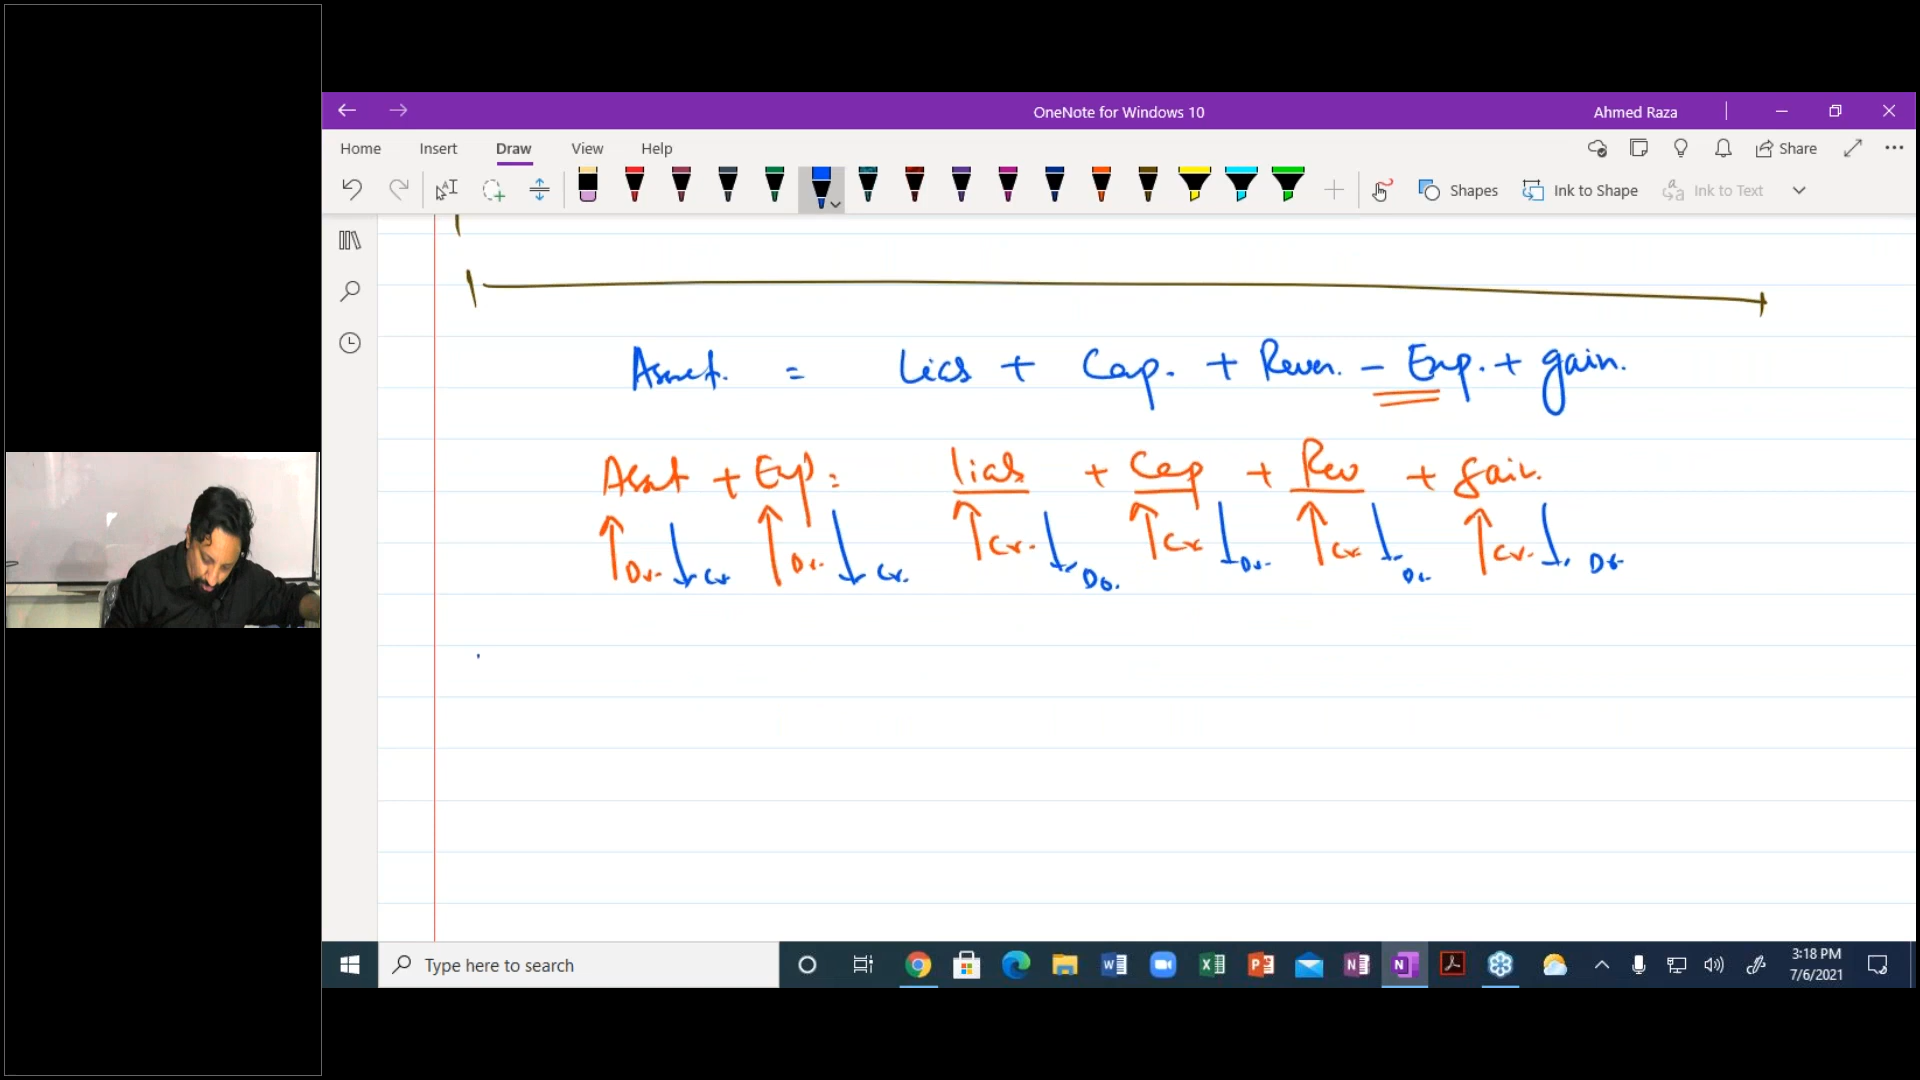 OneNote for Windows 10 Ahmed Raza
Home Insert Draw View Help Share
Shapes Ink to Shape Ink to Text
Asset. = Liabs + Cap. + Reven. - Exp. + gain.
Asset + Exp = Liabs + Cap + Rev + gain.
Dr. Cr Dr. Cr. Cr. Dr. Cr Dr. Cr Dr. Cr. Dr.
Type here to search
3:18 PM
7/6/2021